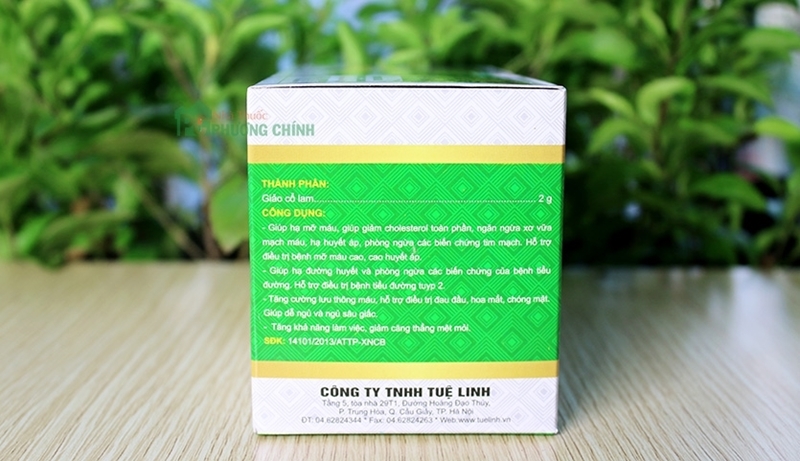 PHƯƠNG CHÍNH
THÀNH PHẦN:
Giảo cổ lam........................................................................ 2 g
CÔNG DỤNG:
- Giúp hạ mỡ máu, giúp giảm cholesterol toàn phần, ngăn ngừa xơ vữa
mạch máu, hạ huyết áp, phòng ngừa các biến chứng tim mạch. Hỗ trợ
điều trị bệnh mỡ máu cao, cao huyết áp.
- Giúp hạ đường huyết và phòng ngừa các biến chứng của bệnh tiểu
đường. Hỗ trợ điều trị bệnh tiểu đường tuyp 2.
- Tăng cường lưu thông máu, hỗ trợ điều trị đau đầu, hoa mắt, chóng mặt.
Giúp dễ ngủ và ngủ sâu giấc.
- Tăng khả năng làm việc, giảm căng thẳng mệt mỏi.
SĐK: 14101/2013/ATTP-XNCB
CÔNG TY TNHH TUỆ LINH
Tầng 5, tòa nhà 29T1, Đường Hoàng Đạo Thúy,
P. Trung Hòa, Q. Cầu Giấy, TP. Hà Nội
ĐT: 04.62824344 * Fax: 04.62824263 * Web:www.tuelinh.vn